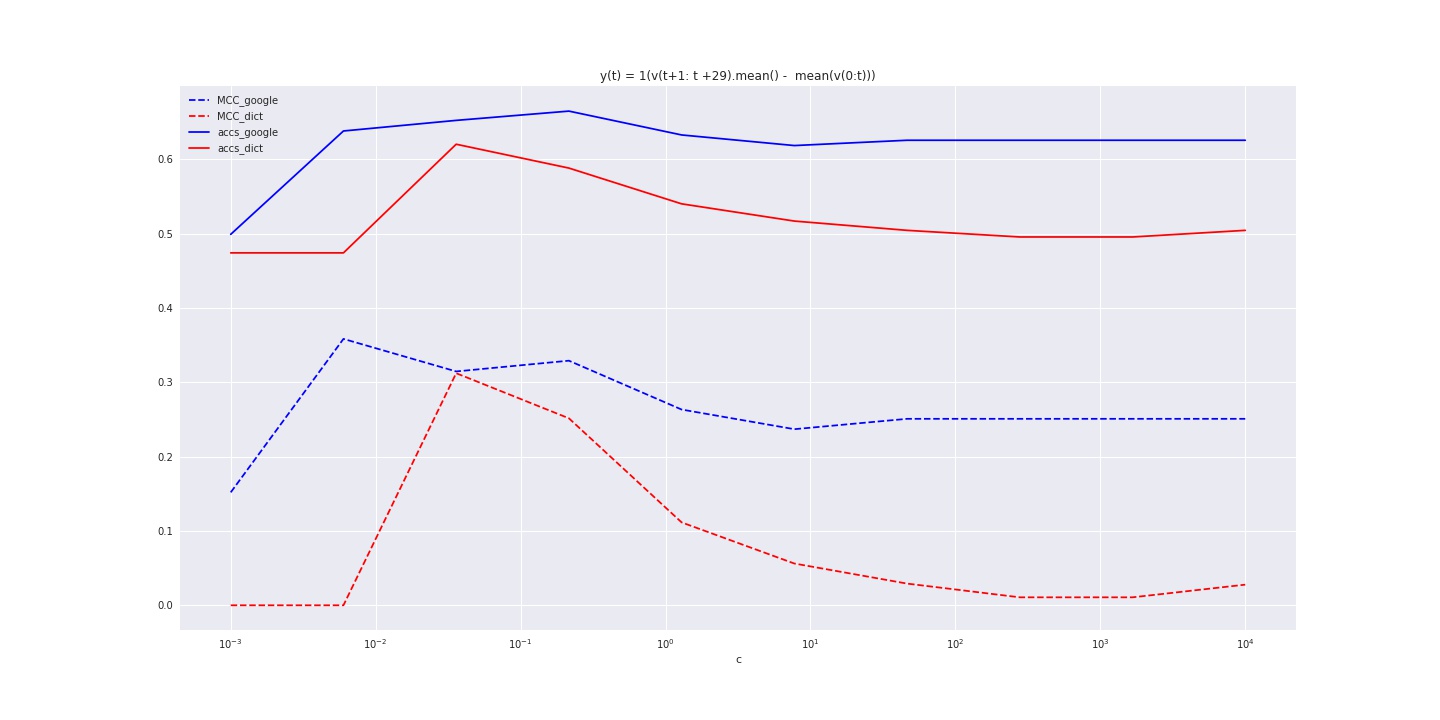 y(t) = 1(v(t+1: t +29).mean() -  mean(v(0:t)))
MCC_google
MCC_dict
accs_google
accs_dict
0.6
0.5
0.4
0.3
0.2
0.1
0.0
10⁻³ 10⁻² 10⁻¹ 10⁰ 10¹ 10² 10³ 10⁴
c